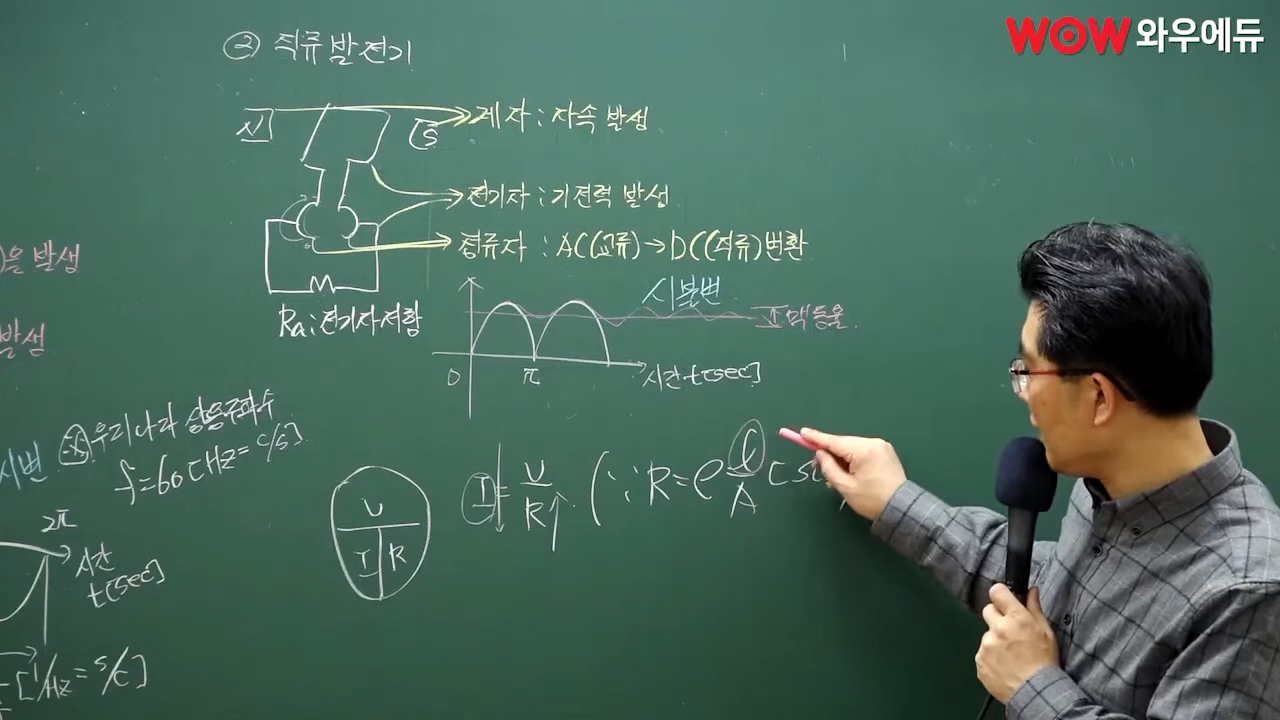 WOW 와우에듀
② 직류발전기
N S 계자 : 자속 발생
전기자 : 기전력 발생
정류자 : AC(교류)→DC(직류)변환
Ra : 전기자저항
시불변
맥동율
0 π 시간 t[sec]
을 발생
발생
시변
우리나라 상용주파수
f=60[Hz=c/s]
2π
시간
t[sec]
[1/Hz=s/c]
V
I R
I = V/R↑ (∵ R=ρ ℓ/A